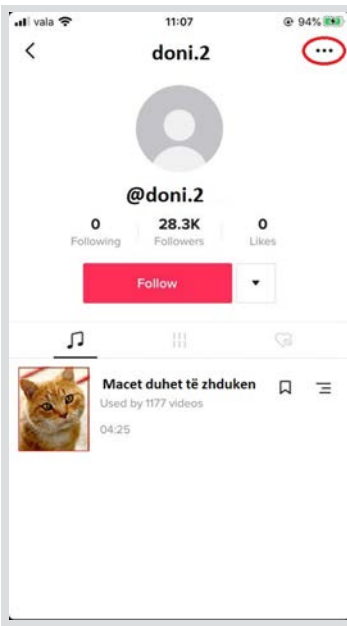 vala 11:07 94%
doni.2
@doni.2
0 28.3K 0
Following Followers Likes
Follow
Macet duhet të zhduken
Used by 1177 videos
04:25